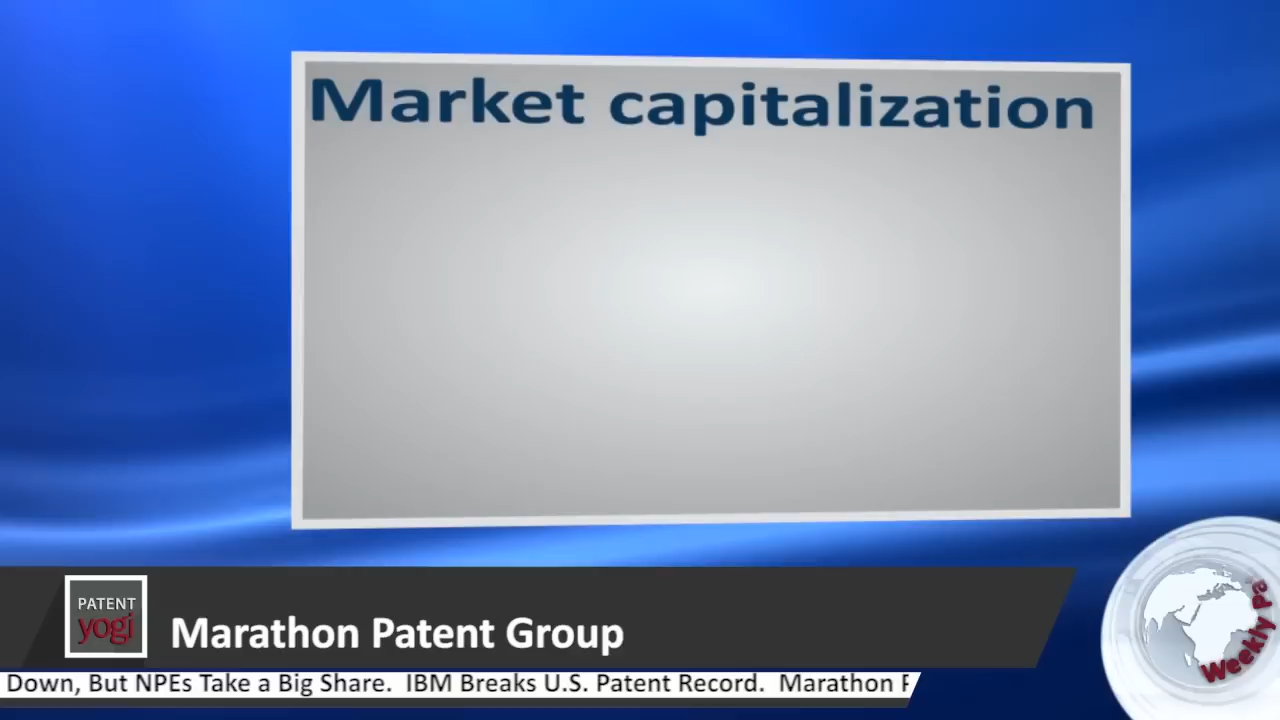 Market capitalization
PATENT
yogi
Marathon Patent Group
Down, But NPEs Take a Big Share. IBM Breaks U.S. Patent Record. Marathon
Weekly